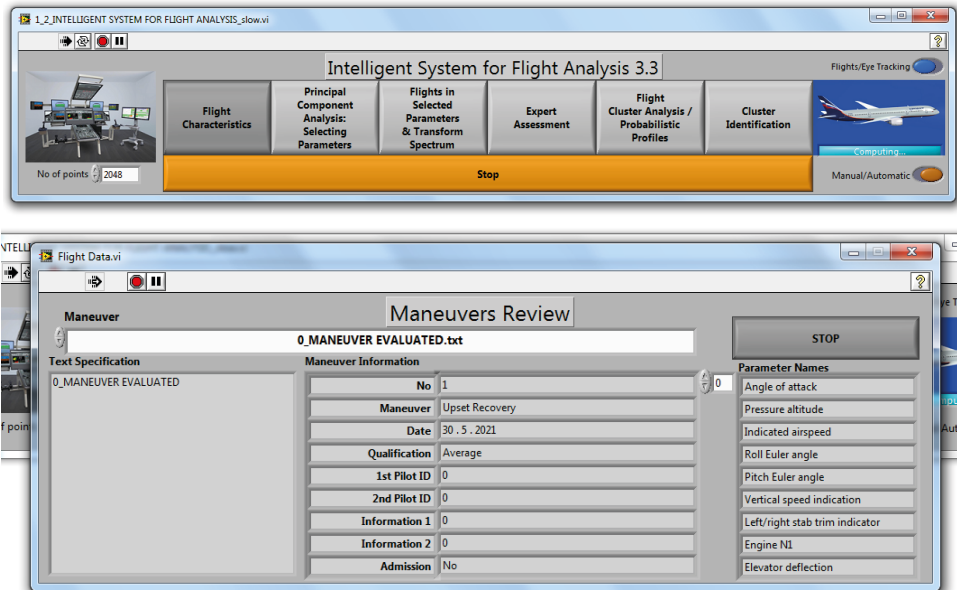 1_2_INTELLIGENT SYSTEM FOR FLIGHT ANALYSIS_slow.vi
Intelligent System for Flight Analysis 3.3
Flights/Eye Tracking
Flight
Characteristics
Principal
Component
Analysis:
Selecting
Parameters
Flights in
Selected
Parameters
& Transform
Spectrum
Expert
Assessment
Flight
Cluster Analysis /
Probabilistic
Profiles
Cluster
Identification
Computing...
No of points 2048
Stop
Manual/Automatic
Flight Data.vi
Maneuvers Review
Maneuver
0_MANEUVER EVALUATED.txt
STOP
Text Specification
0_MANEUVER EVALUATED
Maneuver Information
No 1
Maneuver Upset Recovery
Date 30 . 5 . 2021
Qualification Average
1st Pilot ID 0
2nd Pilot ID 0
Information 1 0
Information 2 0
Admission No
0
Parameter Names
Angle of attack
Pressure altitude
Indicated airspeed
Roll Euler angle
Pitch Euler angle
Vertical speed indication
Left/right stab trim indicator
Engine N1
Elevator deflection